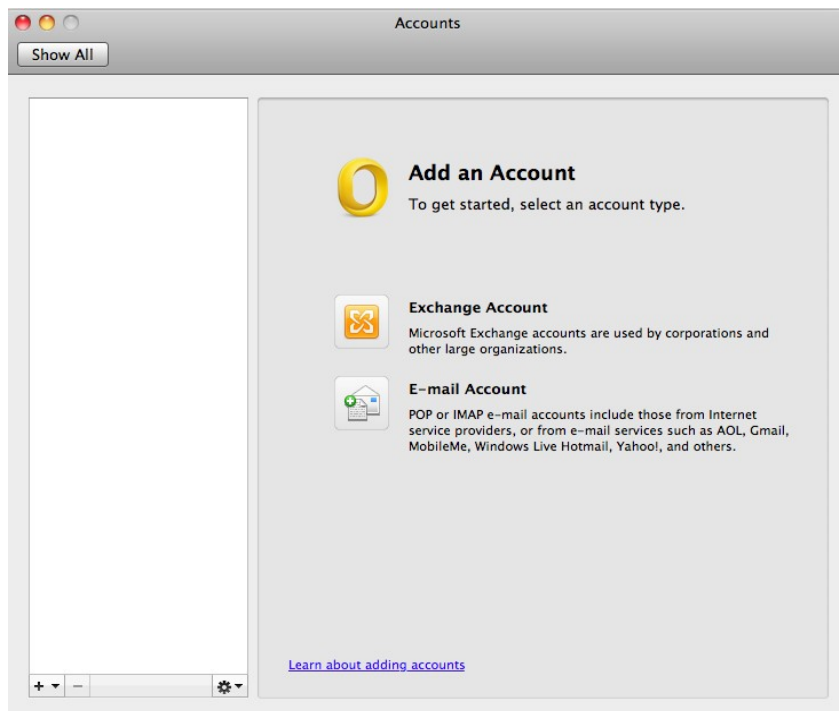 Accounts
Show All
Add an Account
To get started, select an account type.
Exchange Account
Microsoft Exchange accounts are used by corporations and
other large organizations.
E-mail Account
POP or IMAP e-mail accounts include those from Internet
service providers, or from e-mail services such as AOL, Gmail,
MobileMe, Windows Live Hotmail, Yahoo!, and others.
Learn about adding accounts